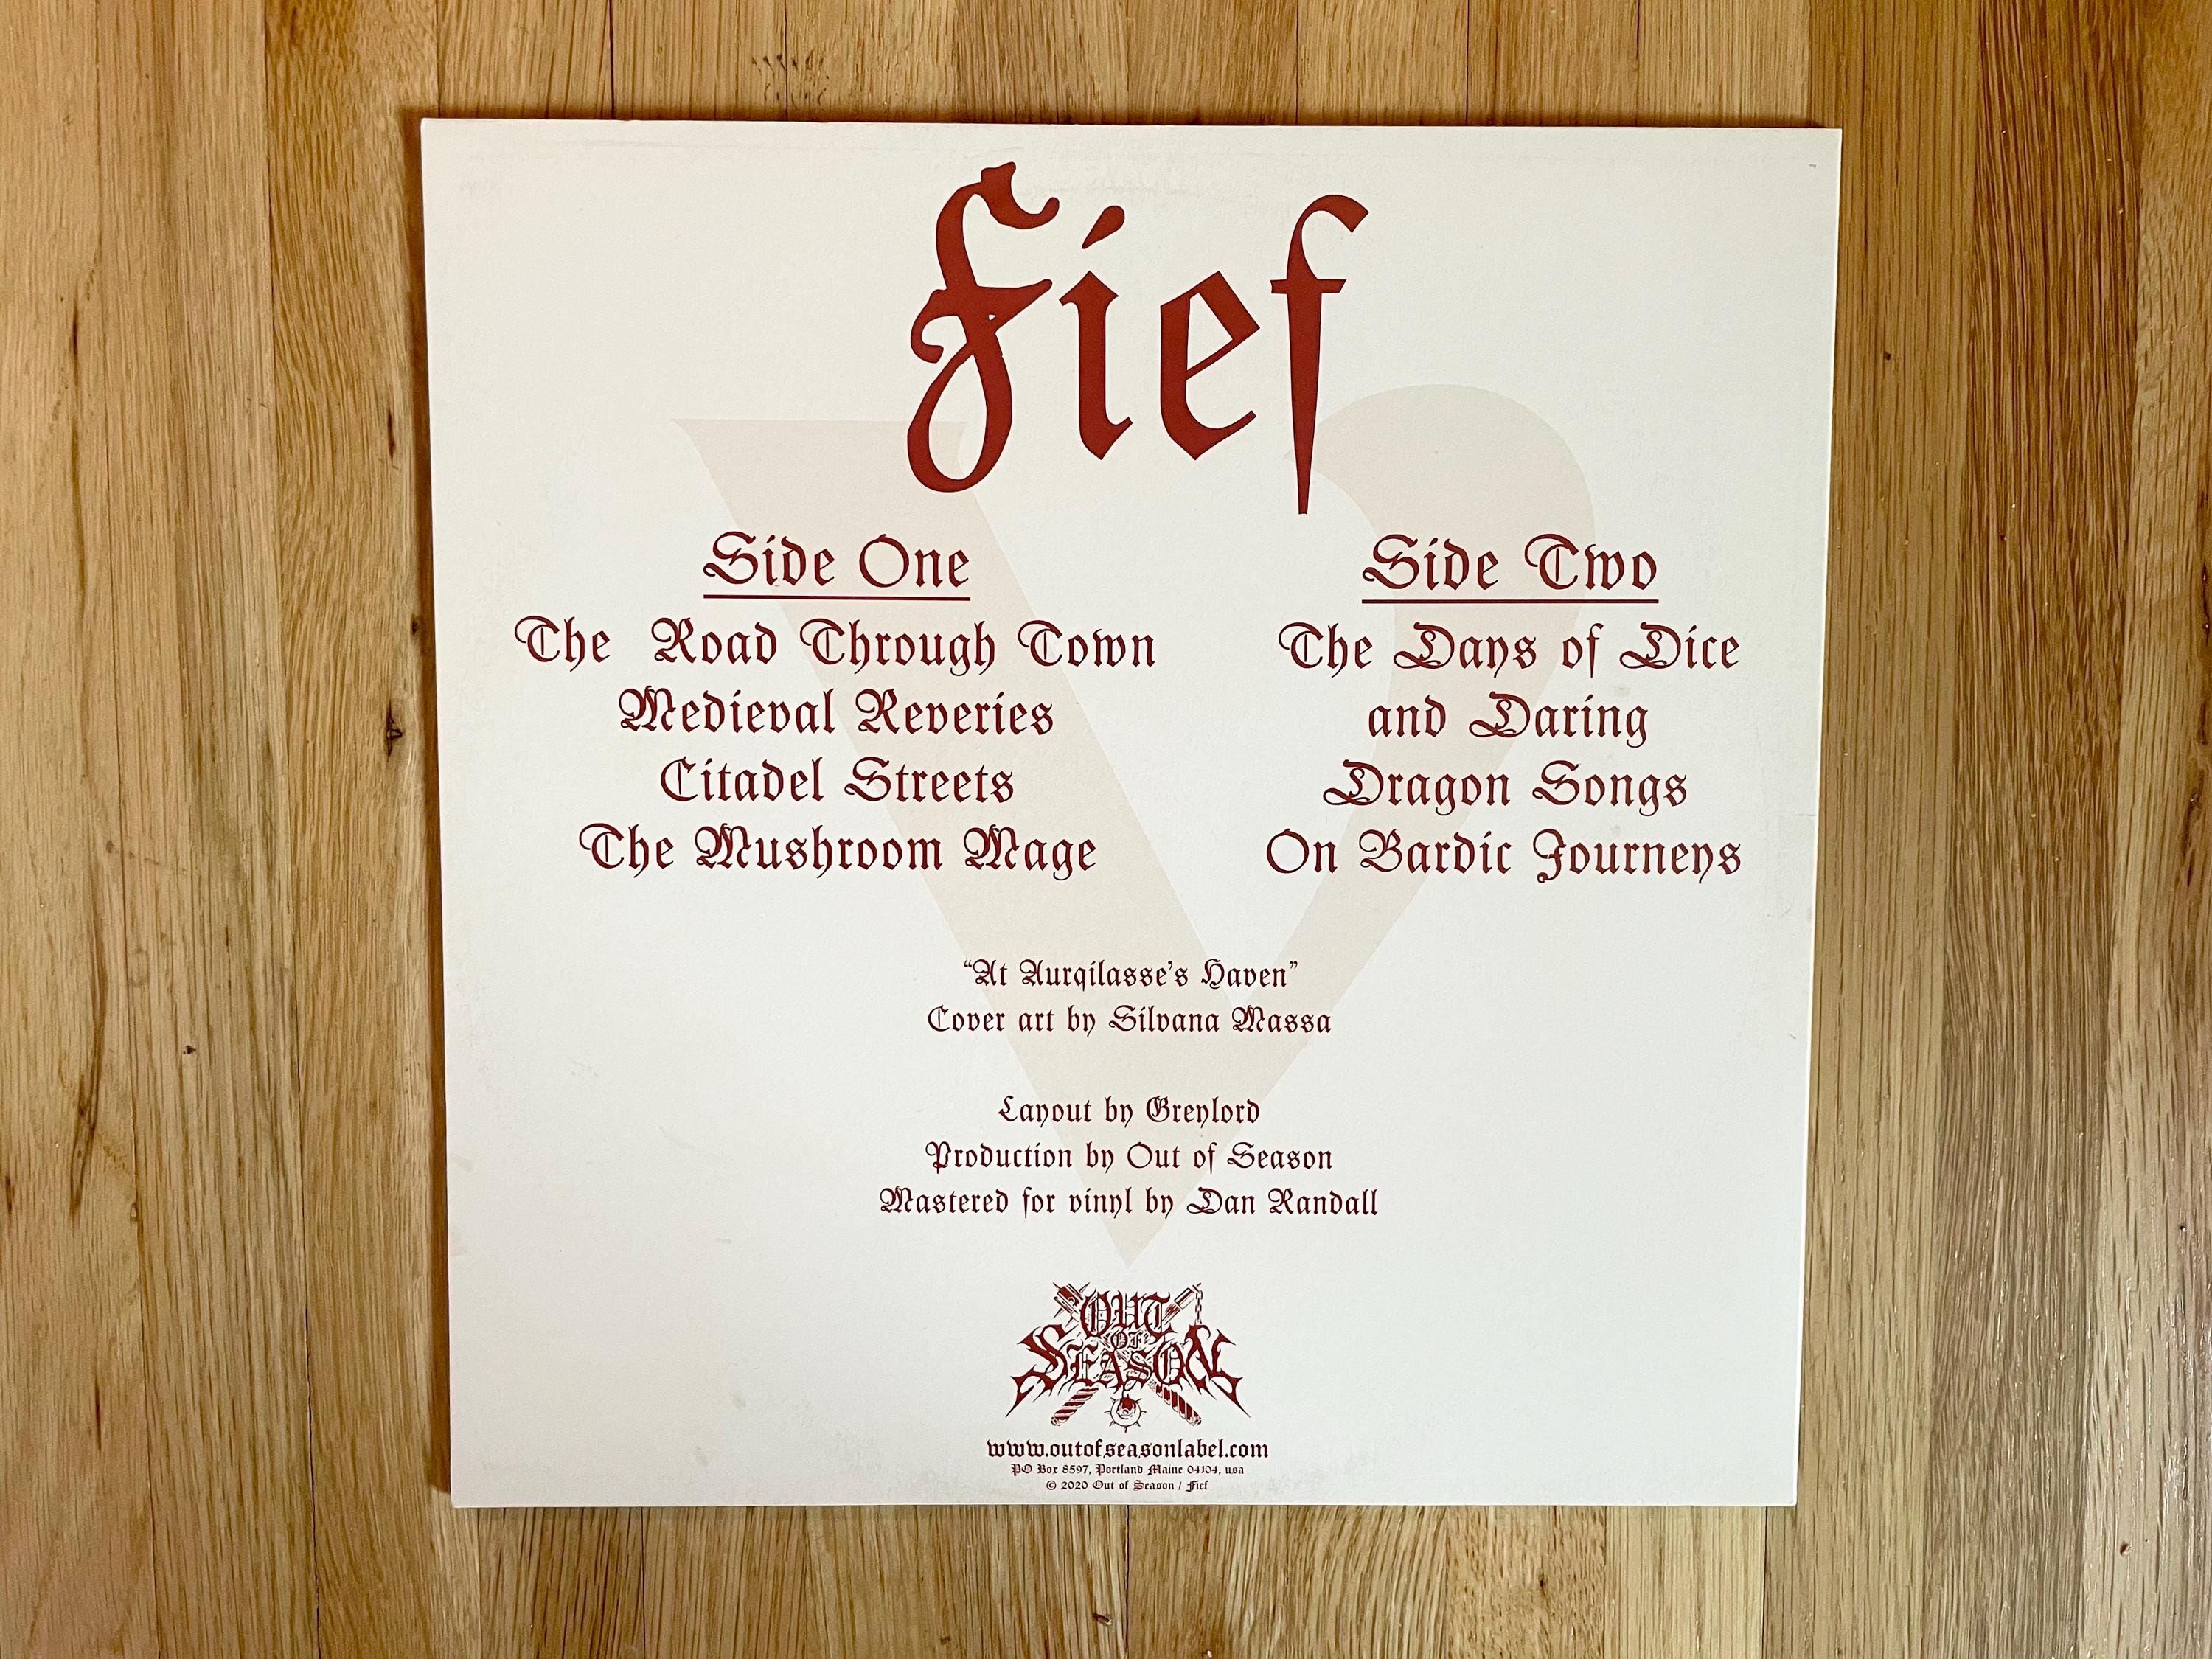 Fief
V
Side One
The Road Through Town
Medieval Reveries
Citadel Streets
The Mushroom Mage
Side Two
The Days of Dice
and Daring
Dragon Songs
On Bardic Journeys
“At Aurqilasse’s Haven”
Cover art by Silvana Massa
Layout by Greylord
Production by Out of Season
Mastered for vinyl by Dan Randall
OUT
OF
SEASON
www.outofseasonlabel.com
PO Box 8597, Portland Maine 04104, usa
© 2020 Out of Season / Fief